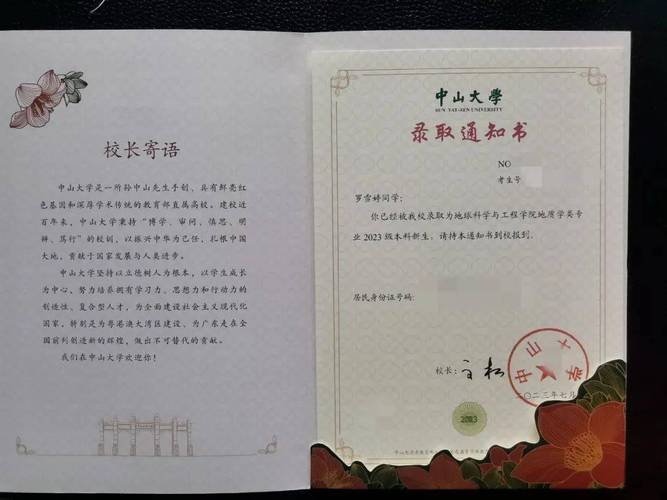 校长寄语
中山大学是一所孙中山先生手创、具有鲜亮红
色基因和深厚学术传统的教育部直属高校。建校近
百年来，中山大学秉持“博学、审问、慎思、明
辨、笃行”的校训，以振兴中华为己任，扎根中国
大地，贡献于国家发展与人类进步。
中山大学坚持以立德树人为根本，以学生成长
为中心，努力培养拥有学习力、思想力和行动力的
创造性、复合型人才，为全面建设社会主义现代化
国家，特别是为粤港澳大湾区建设、为广东走在全
国前列创造新的辉煌，做出不可替代的贡献。
我们在中山大学欢迎你！
中山大學
SUN YAT-SEN UNIVERSITY
录取通知书
NO
考生号
罗雪婷同学：
你已经被我校录取为地球科学与工程学院地质学类专
业2023级本科新生。请持本通知书到校报到。
居民身份证号码：
校长：
中山大学
二〇二三年七月
2023